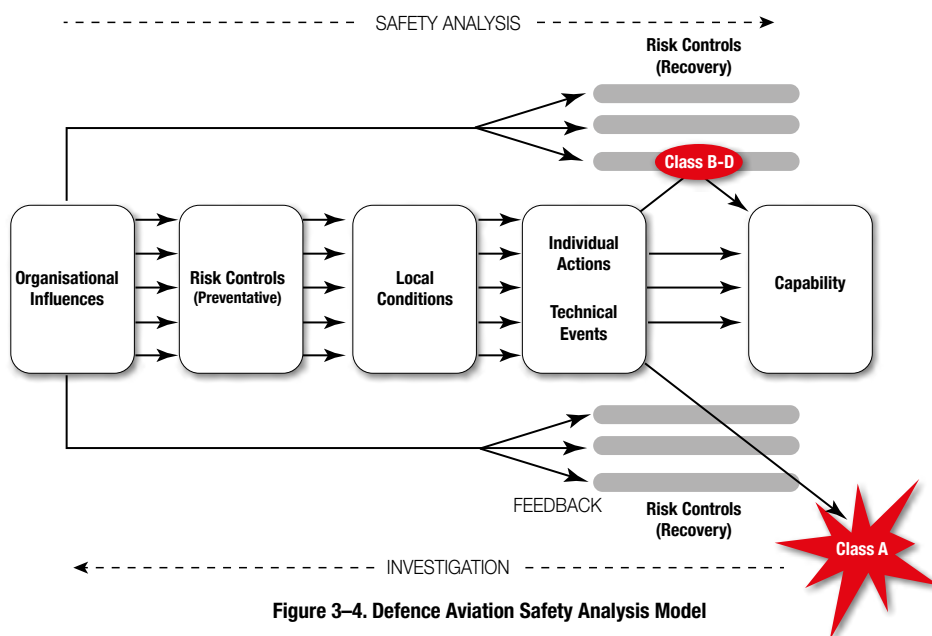 SAFETY ANALYSIS
Risk Controls
(Recovery)
Class B-D
Organisational
Influences
Risk Controls
(Preventative)
Local
Conditions
Individual
Actions
Technical
Events
Capability
FEEDBACK
Risk Controls
(Recovery)
Class A
INVESTIGATION
Figure 3–4. Defence Aviation Safety Analysis Model